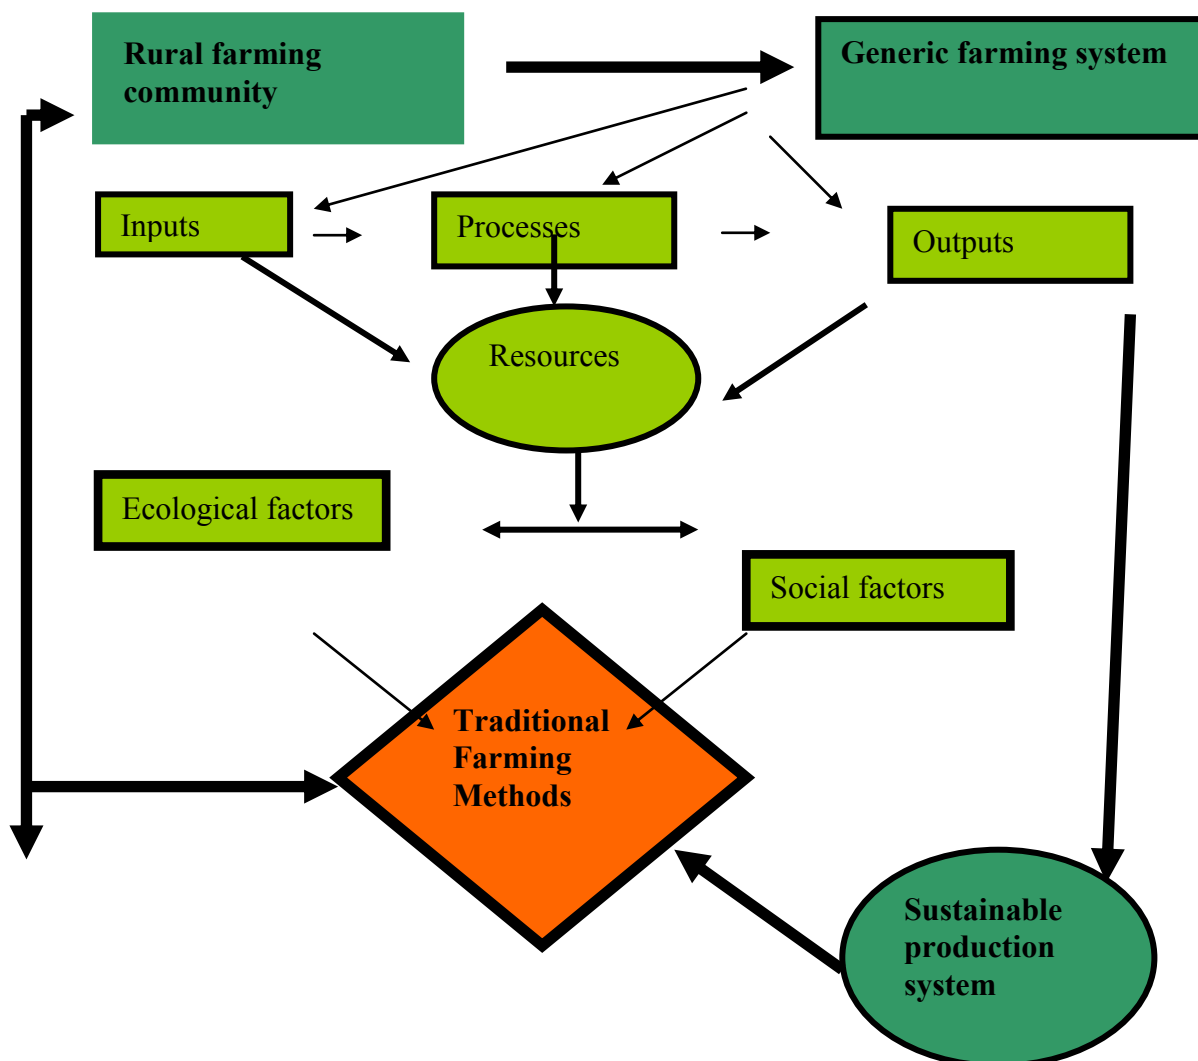 Rural farming
community
Generic farming system
Inputs
Processes
Outputs
Resources
Ecological factors
Social factors
Traditional
Farming
Methods
Sustainable
production
system